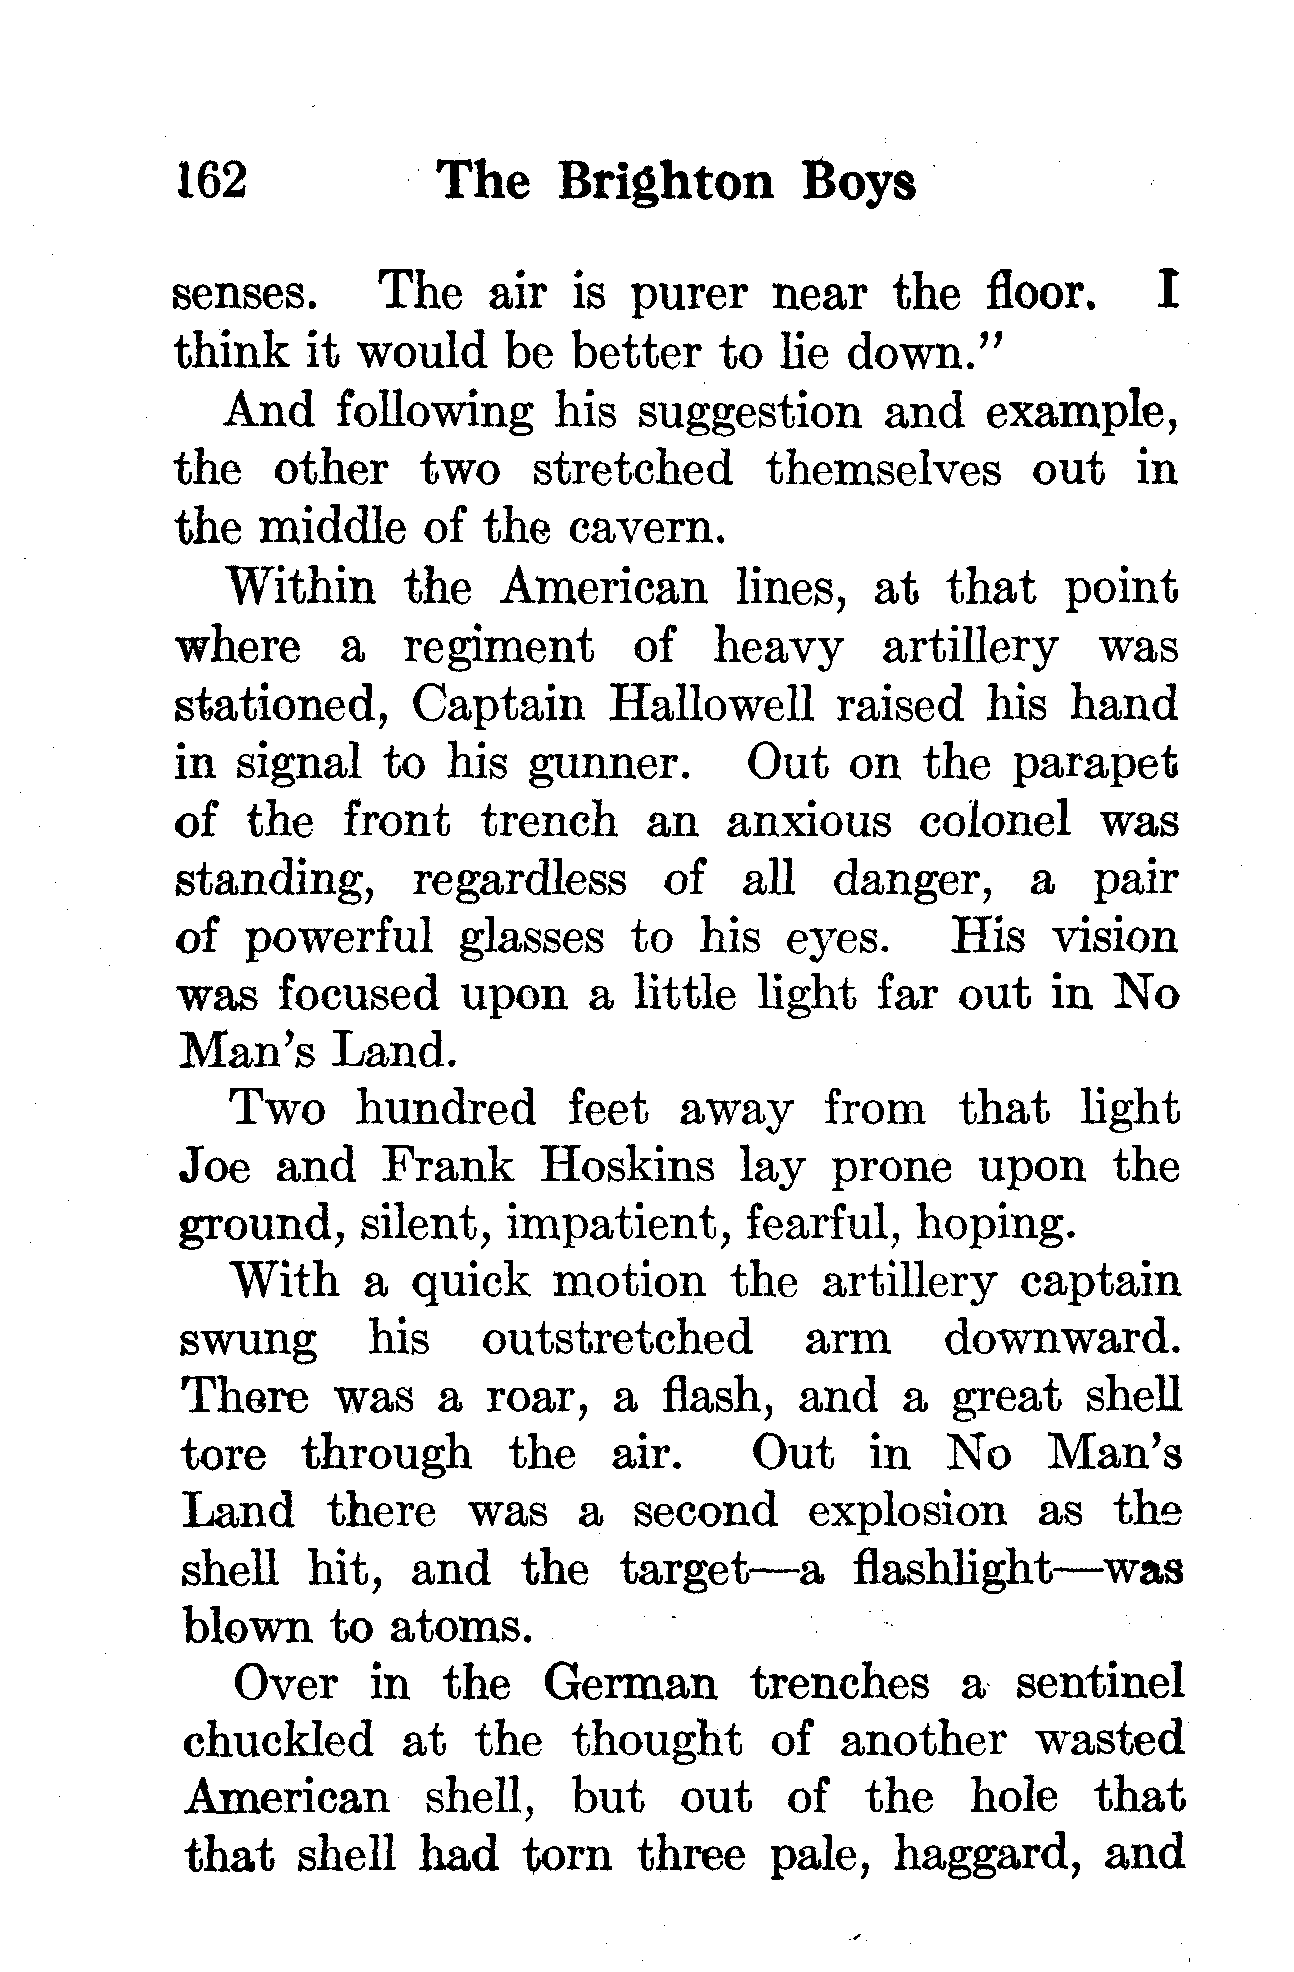 162 The Brighton Boys
senses. The air is purer near the floor. I
think it would be better to lie down.”
And following his suggestion and example,
the other two stretched themselves out in
the middle of the cavern.
Within the American lines, at that point
where a regiment of heavy artillery was
stationed, Captain Hallowell raised his hand
in signal to his gunner. Out on the parapet
of the front trench an anxious colonel was
standing, regardless of all danger, a pair
of powerful glasses to his eyes. His vision
was focused upon a little light far out in No
Man’s Land.
Two hundred feet away from that light
Joe and Frank Hoskins lay prone upon the
ground, silent, impatient, fearful, hoping.
With a quick motion the artillery captain
swung his outstretched arm downward.
There was a roar, a flash, and a great shell
tore through the air. Out in No Man’s
Land there was a second explosion as the
shell hit, and the target—a flashlight—was
blown to atoms.
Over in the German trenches a sentinel
chuckled at the thought of another wasted
American shell, but out of the hole that
that shell had torn three pale, haggard, and